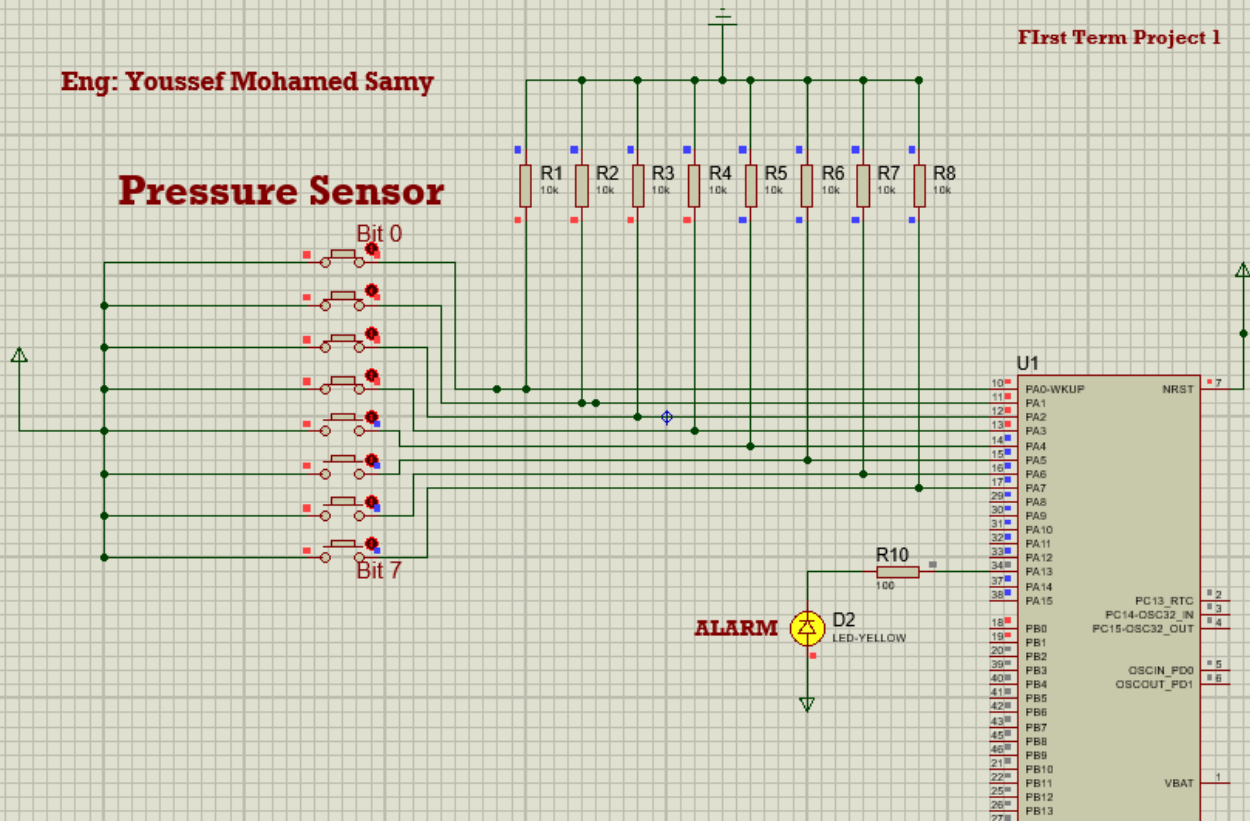 FIrst Term Project 1
Eng: Youssef Mohamed Samy
Pressure Sensor
R1
10k
R2
10k
R3
10k
R4
10k
R5
10k
R6
10k
R7
10k
R8
10k
Bit 0
Bit 7
U1
10 PA0-WKUP
11 PA1
12 PA2
13 PA3
14 PA4
15 PA5
16 PA6
17 PA7
29 PA8
30 PA9
31 PA10
32 PA11
33 PA12
34 PA13
37 PA14
38 PA15
18 PB0
19 PB1
20 PB2
39 PB3
40 PB4
41 PB5
42 PB6
43 PB7
45 PB8
46 PB9
21 PB10
22 PB11
25 PB12
26 PB13
27
NRST 7
PC13_RTC 2
PC14-OSC32_IN 3
PC15-OSC32_OUT 4
OSCIN_PD0 5
OSCOUT_PD1 6
VBAT 1
R10
100
ALARM
D2
LED-YELLOW